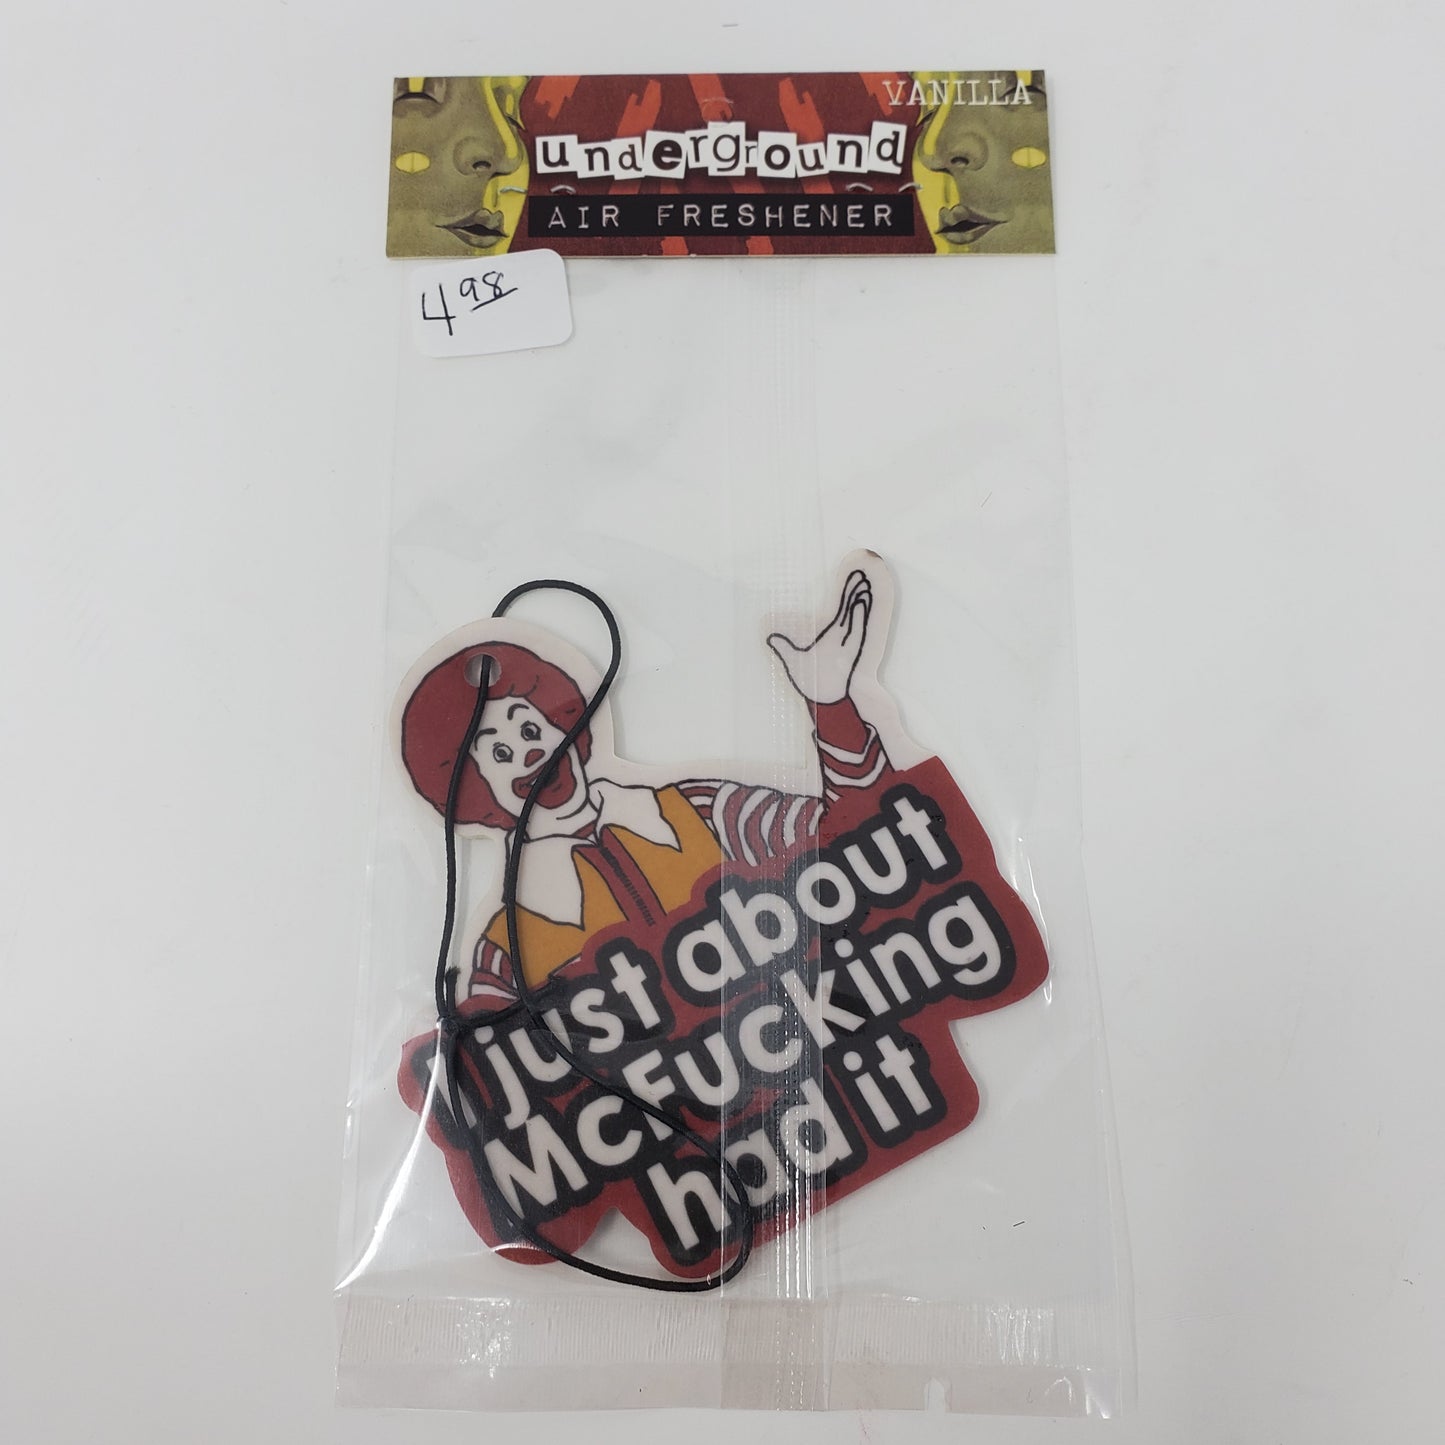 VANILLA
underground
AIR FRESHENER
4 98
I just about
McFucking
had it